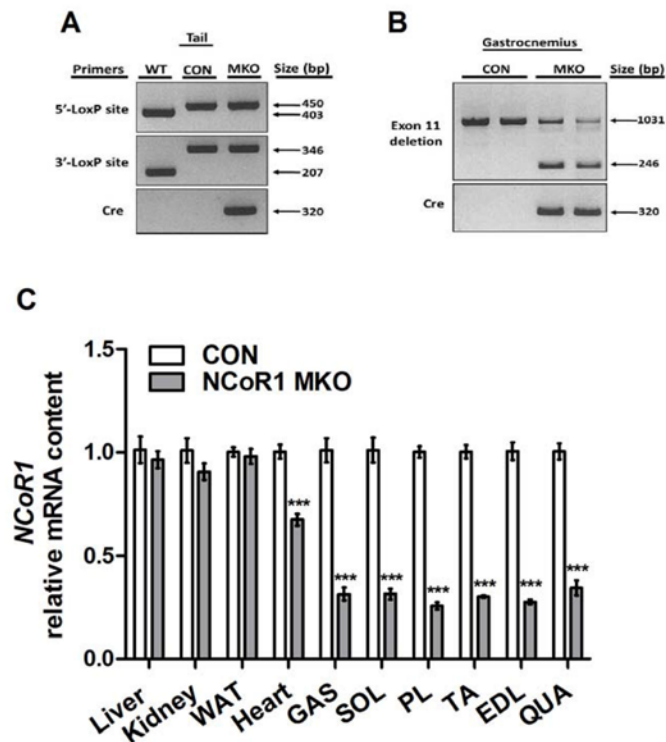 A
Tail
Primers WT CON MKO Size (bp)
5′-LoxP site 450
403
3′-LoxP site 346
207
Cre 320
B
Gastrocnemius
CON MKO Size (bp)
Exon 11 deletion 1031
246
Cre 320
C
NCoR1
relative mRNA content
1.5
1.0
0.5
0.0
CON
NCoR1 MKO
*** *** *** *** *** *** ***
Liver Kidney WAT Heart GAS SOL PL TA EDL QUA